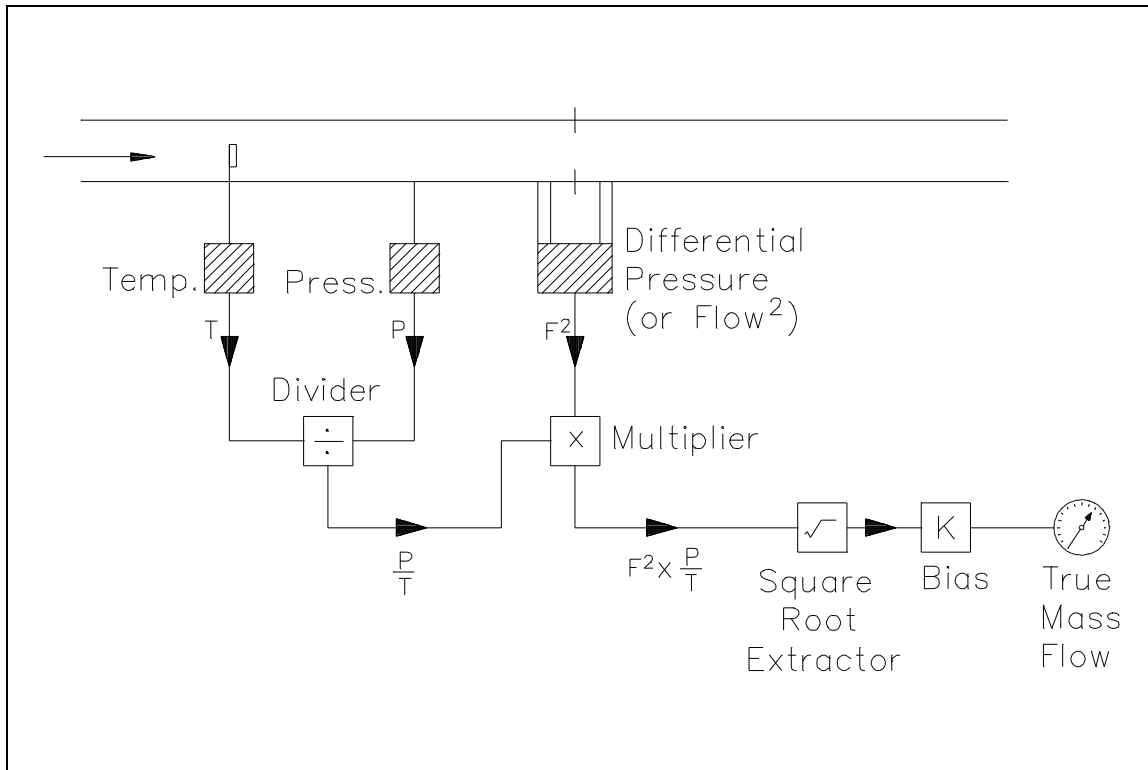 Differential
Pressure
(or Flow²)
Temp.
Press.
T
P
F²
Divider
÷
x
Multiplier
P
T
F² x P
T
√
K
Square
Root
Extractor
Bias
True
Mass
Flow